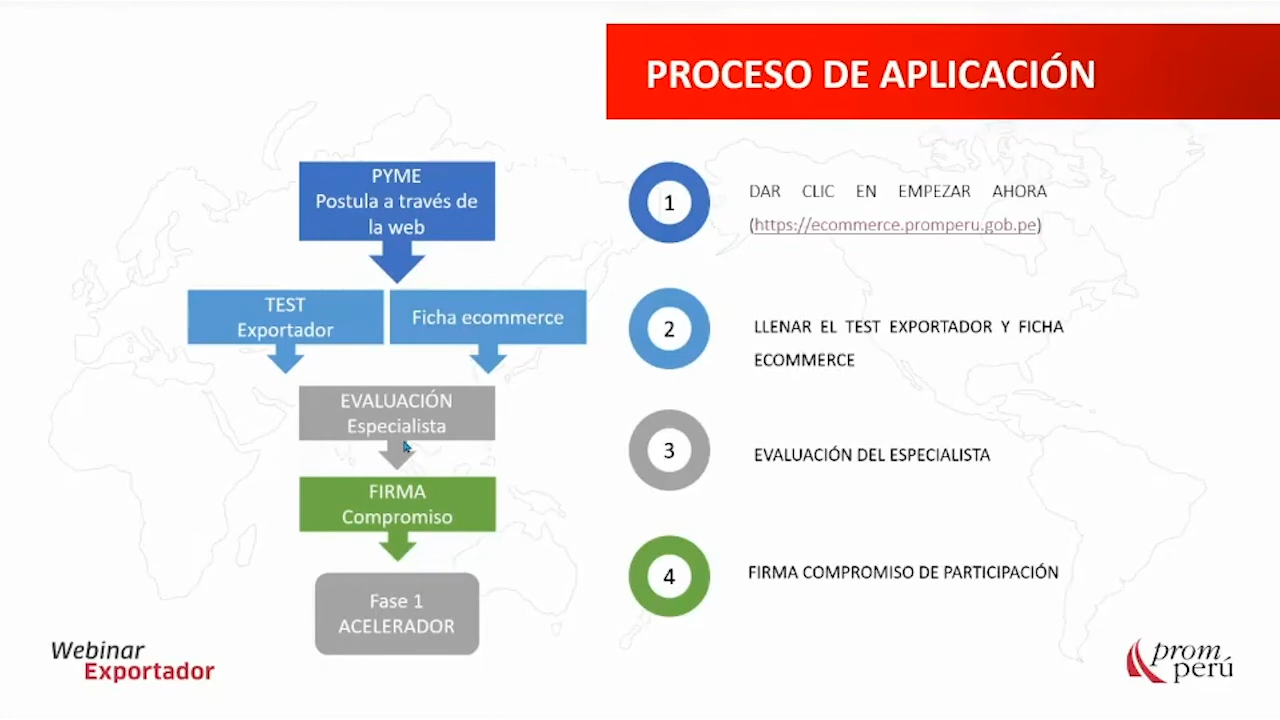 PROCESO DE APLICACIÓN
PYME
Postula a través de
la web
TEST
Exportador
Ficha ecommerce
EVALUACIÓN
Especialista
FIRMA
Compromiso
Fase 1
ACELERADOR
1
DAR CLIC EN EMPEZAR AHORA
(https://ecommerce.promperu.gob.pe)
2
LLENAR EL TEST EXPORTADOR Y FICHA
ECOMMERCE
3
EVALUACIÓN DEL ESPECIALISTA
4
FIRMA COMPROMISO DE PARTICIPACIÓN
Webinar
Exportador
prom
perú